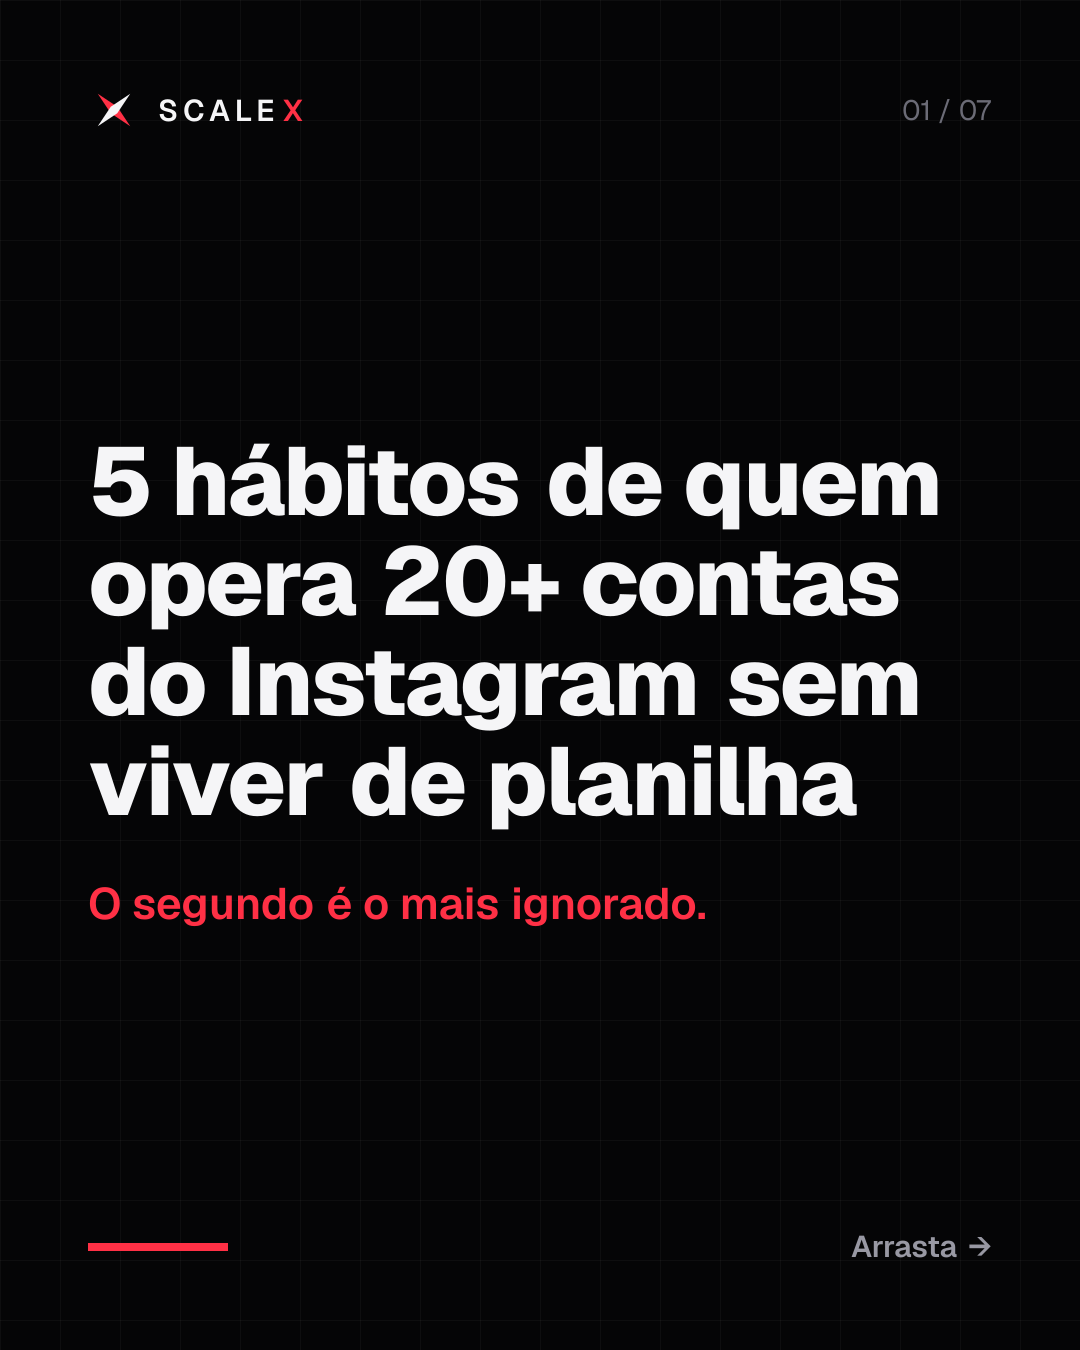 SCALEX
01 / 07
5 hábitos de quem
opera 20+ contas
do Instagram sem
viver de planilha
O segundo é o mais ignorado.
Arrasta →